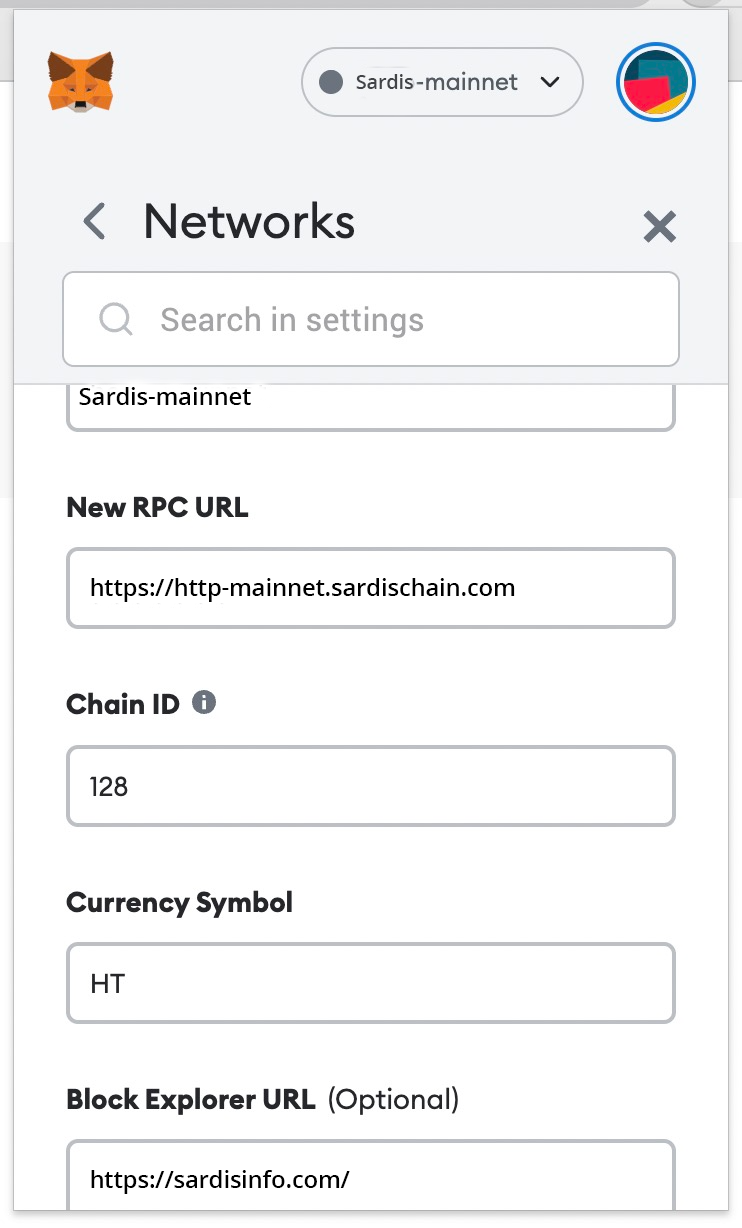 Sardis-mainnet
Networks
Search in settings
Sardis-mainnet
New RPC URL
https://http-mainnet.sardischain.com
Chain ID
128
Currency Symbol
HT
Block Explorer URL (Optional)
https://sardisinfo.com/